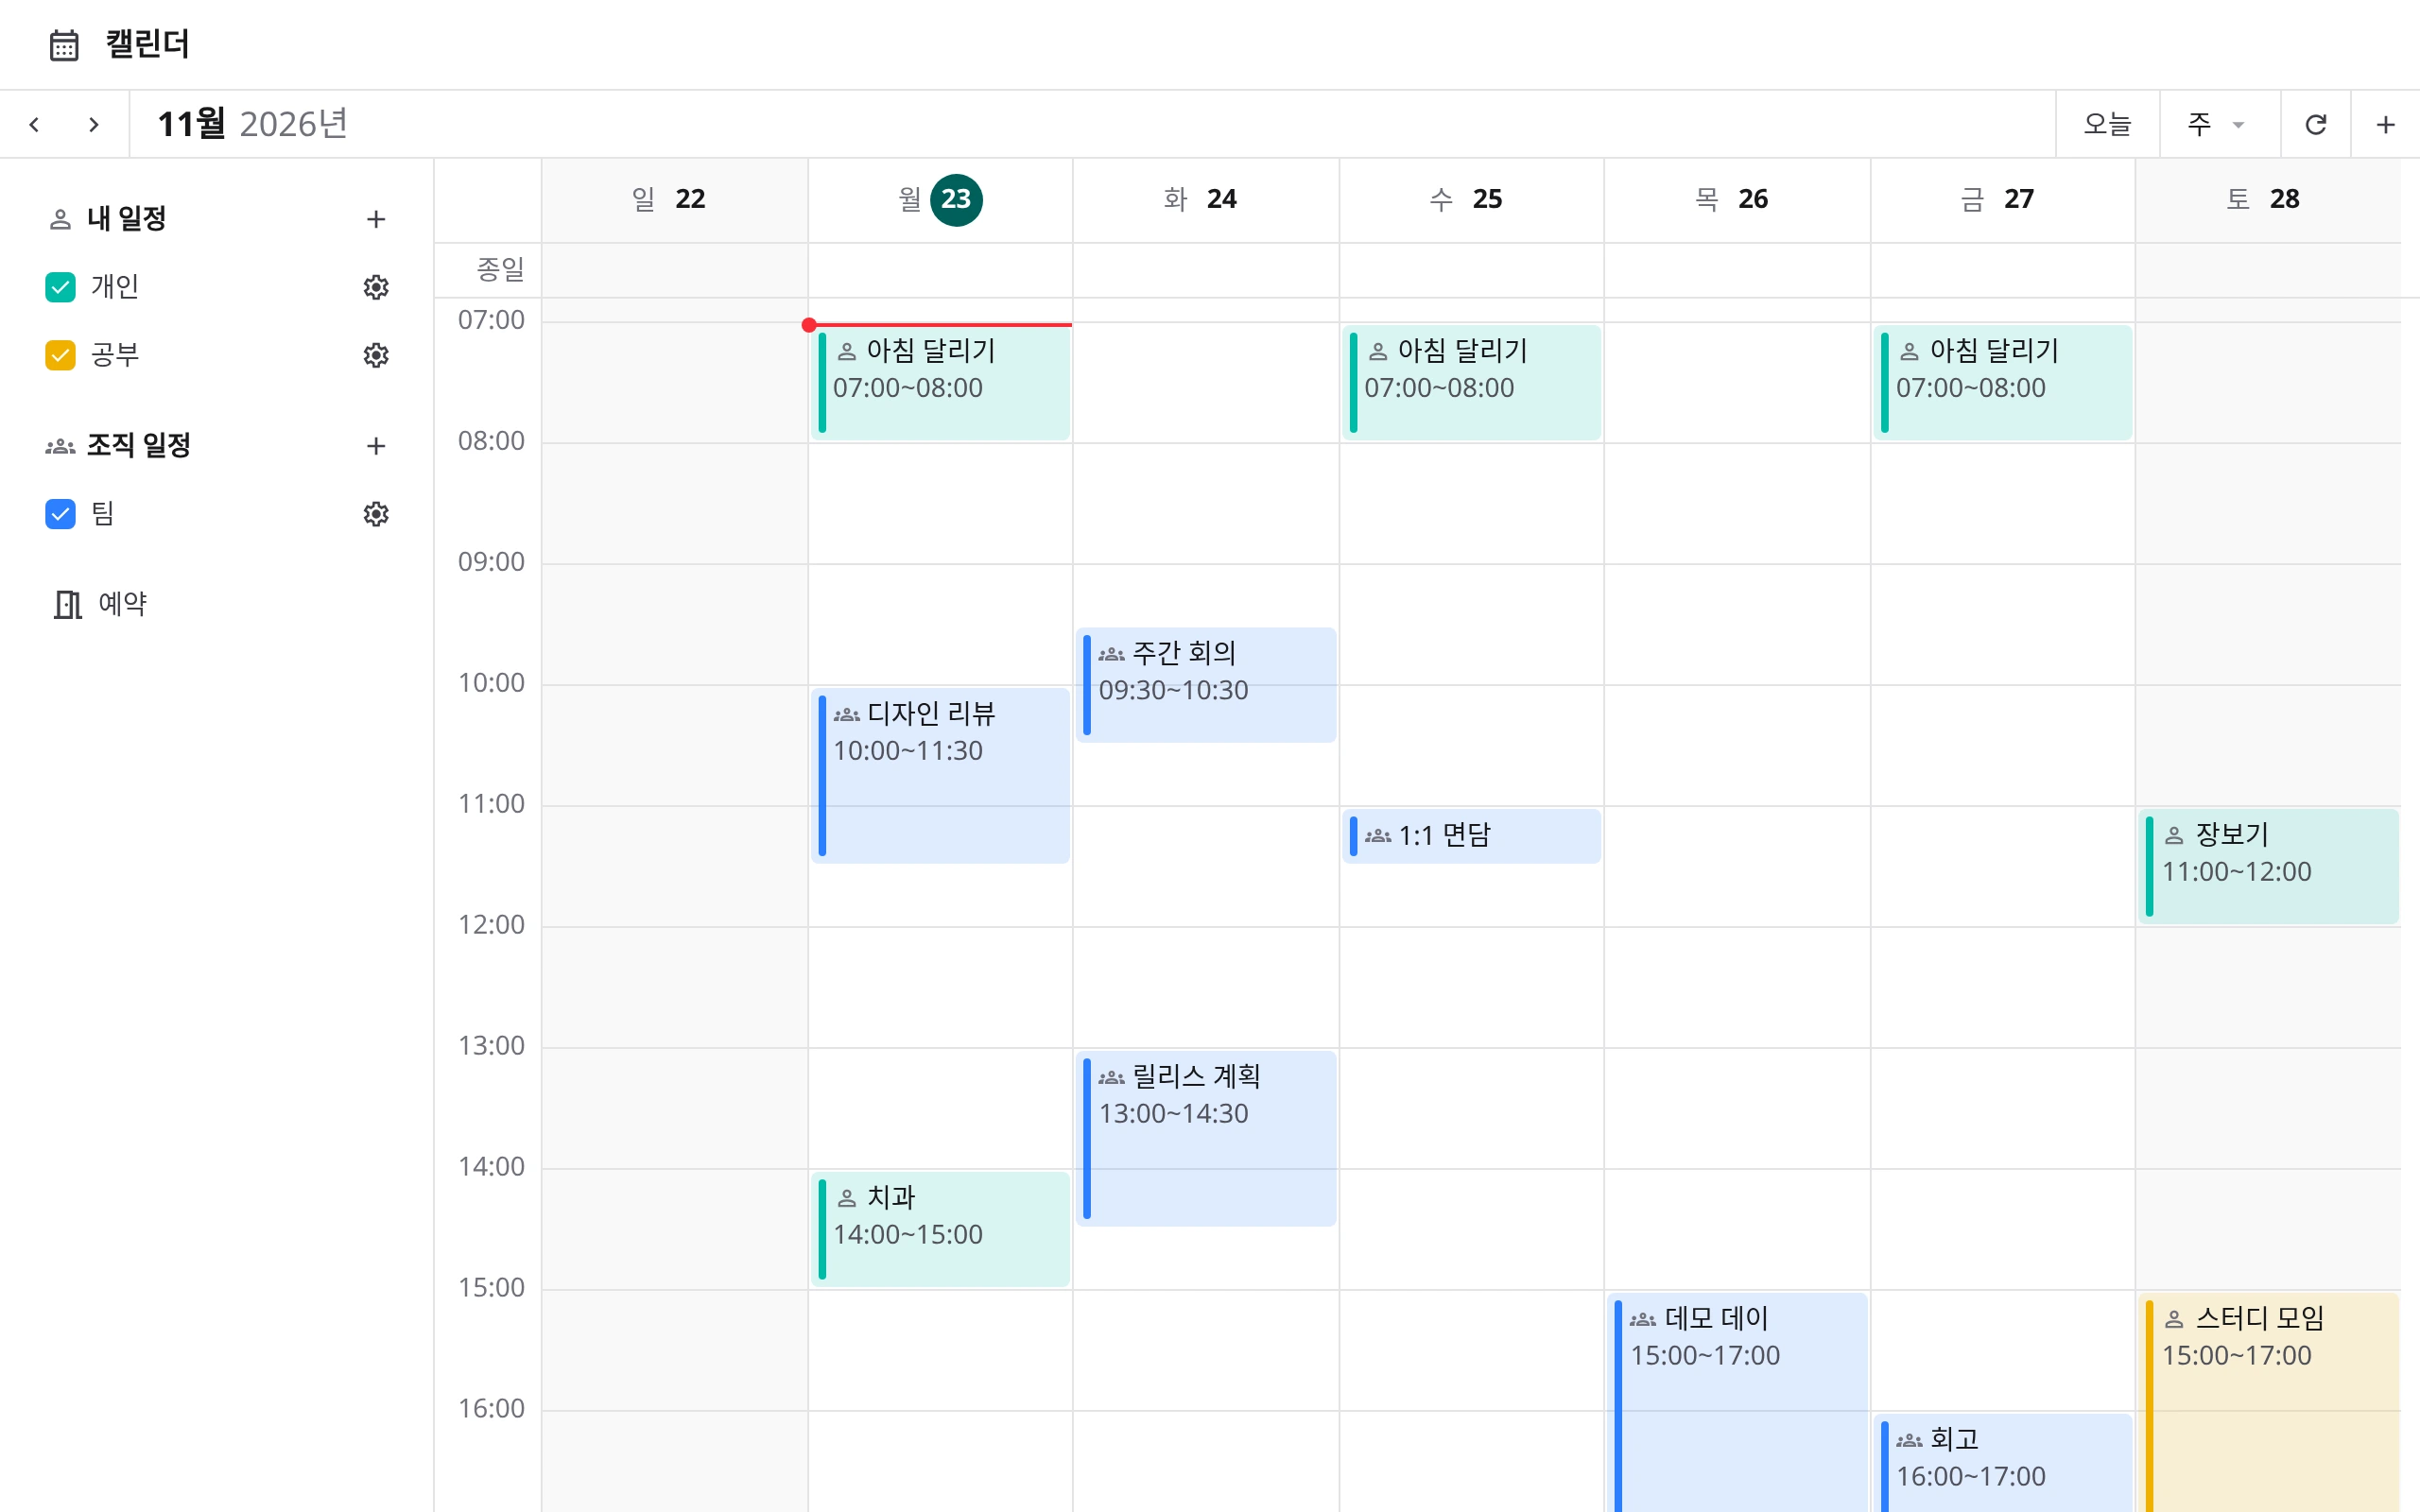 캘린더
11월 2026년
오늘
주
내 일정
개인
공부
조직 일정
팀
예약
일 22
월 23
화 24
수 25
목 26
금 27
토 28
종일
07:00
08:00
09:00
10:00
11:00
12:00
13:00
14:00
15:00
16:00
아침 달리기
07:00~08:00
디자인 리뷰
10:00~11:30
치과
14:00~15:00
주간 회의
09:30~10:30
릴리스 계획
13:00~14:30
아침 달리기
07:00~08:00
1:1 면담
데모 데이
15:00~17:00
아침 달리기
07:00~08:00
회고
16:00~17:00
장보기
11:00~12:00
스터디 모임
15:00~17:00